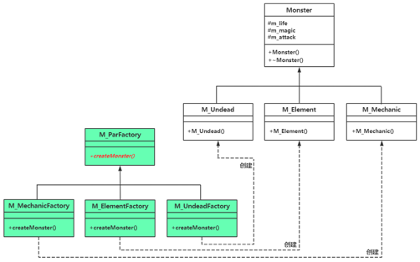 Monster
#m_life
#m_magic
#m_attack
+Monster()
+~Monster()
M_Undead
+M_Undead()
M_Element
+M_Element()
M_Mechanic
+M_Mechanic()
M_ParFactory
+createMonster()
M_MechanicFactory
+createMonster()
M_ElementFactory
+createMonster()
M_UndeadFactory
+createMonster()
创建
创建
创建